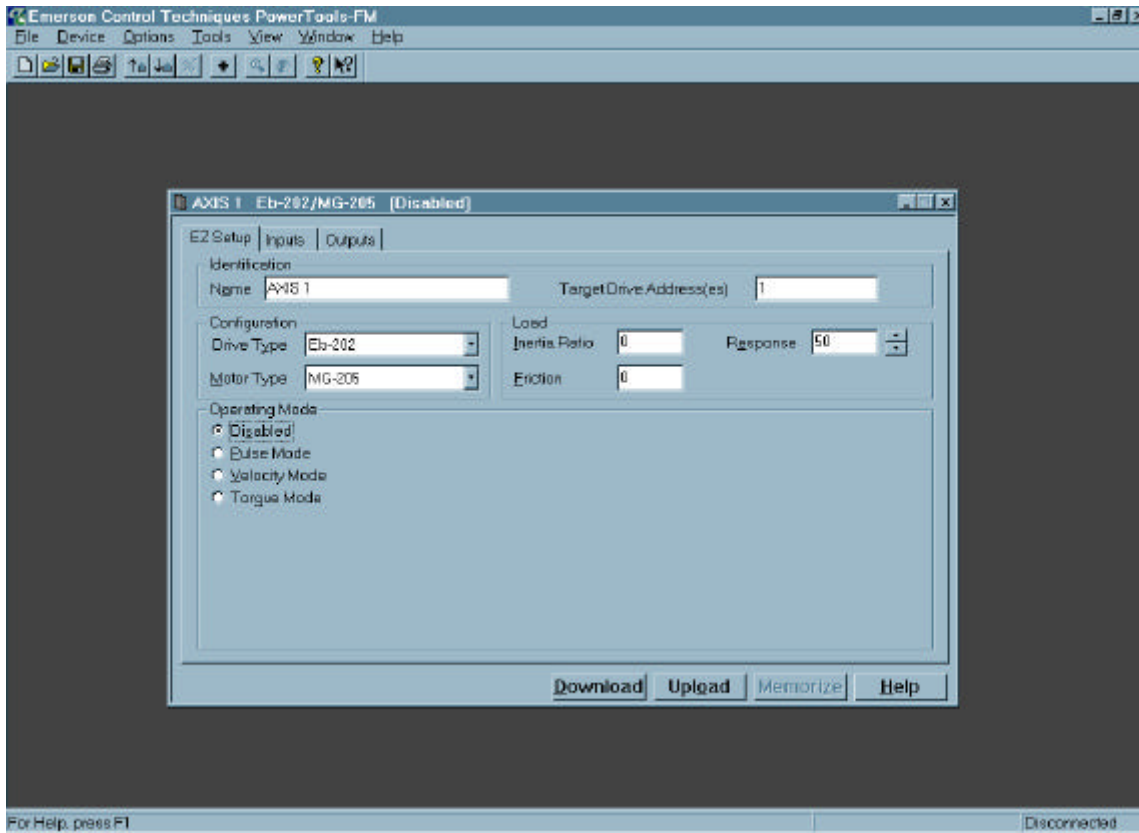 Emerson Control Techniques PowerTools-FM
File Device Options Tools View Window Help
AXIS 1 Eb-202/MG-205 [Disabled]
EZ Setup Inputs Outputs
Identification
Name AXIS 1 Target Drive Address(es) 1
Configuration Load
Drive Type Eb-202 Inertia Ratio 0 Response 50
Motor Type MG-205 Friction 0
Operating Mode
Disabled
Pulse Mode
Velocity Mode
Torque Mode
Download Upload Memorize Help
For Help, press F1 Disconnected